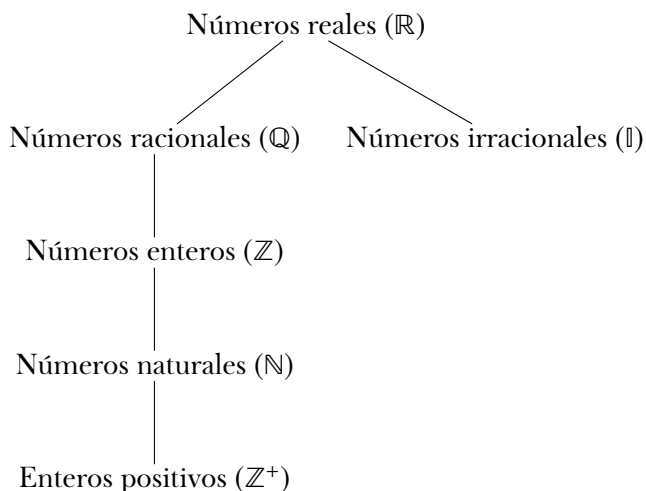 Números reales (ℝ)
Números racionales (ℚ) Números irracionales (𝕀)
Números enteros (ℤ)
Números naturales (ℕ)
Enteros positivos (ℤ⁺)